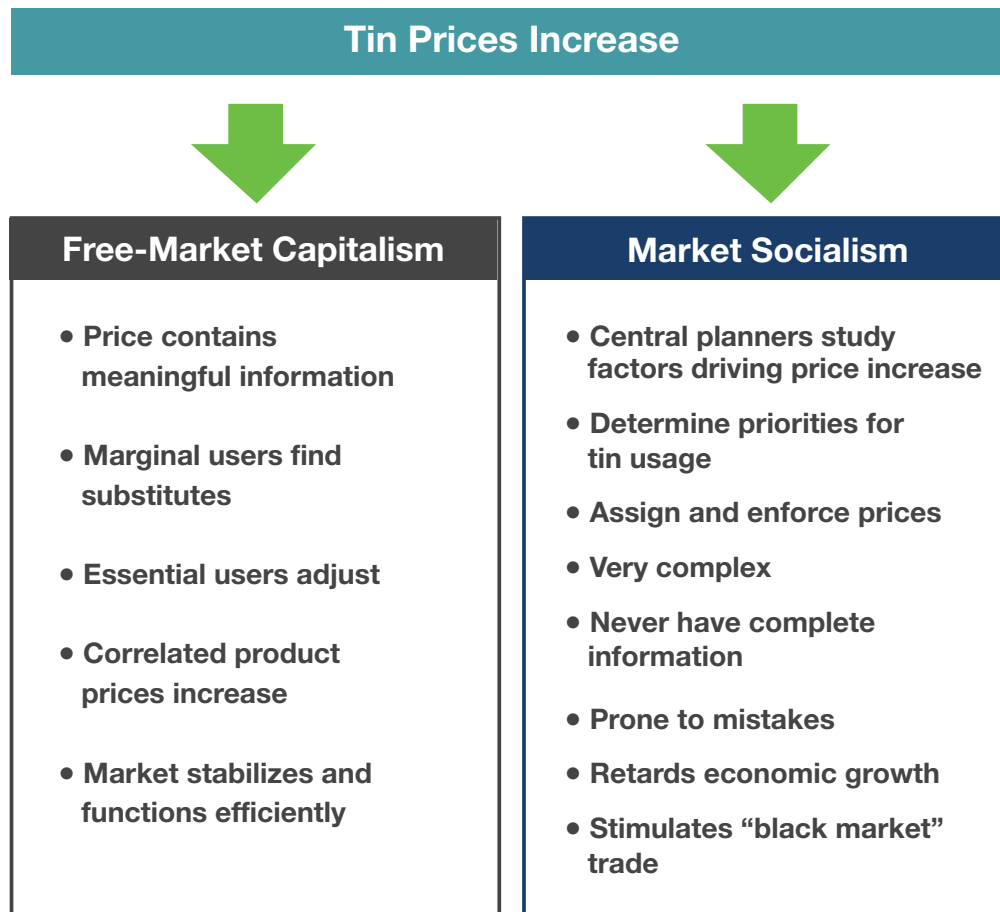 Tin Prices Increase
Free-Market Capitalism
• Price contains
meaningful information
• Marginal users find
substitutes
• Essential users adjust
• Correlated product
prices increase
• Market stabilizes and
functions efficiently
Market Socialism
• Central planners study
factors driving price increase
• Determine priorities for
tin usage
• Assign and enforce prices
• Very complex
• Never have complete
information
• Prone to mistakes
• Retards economic growth
• Stimulates “black market”
trade